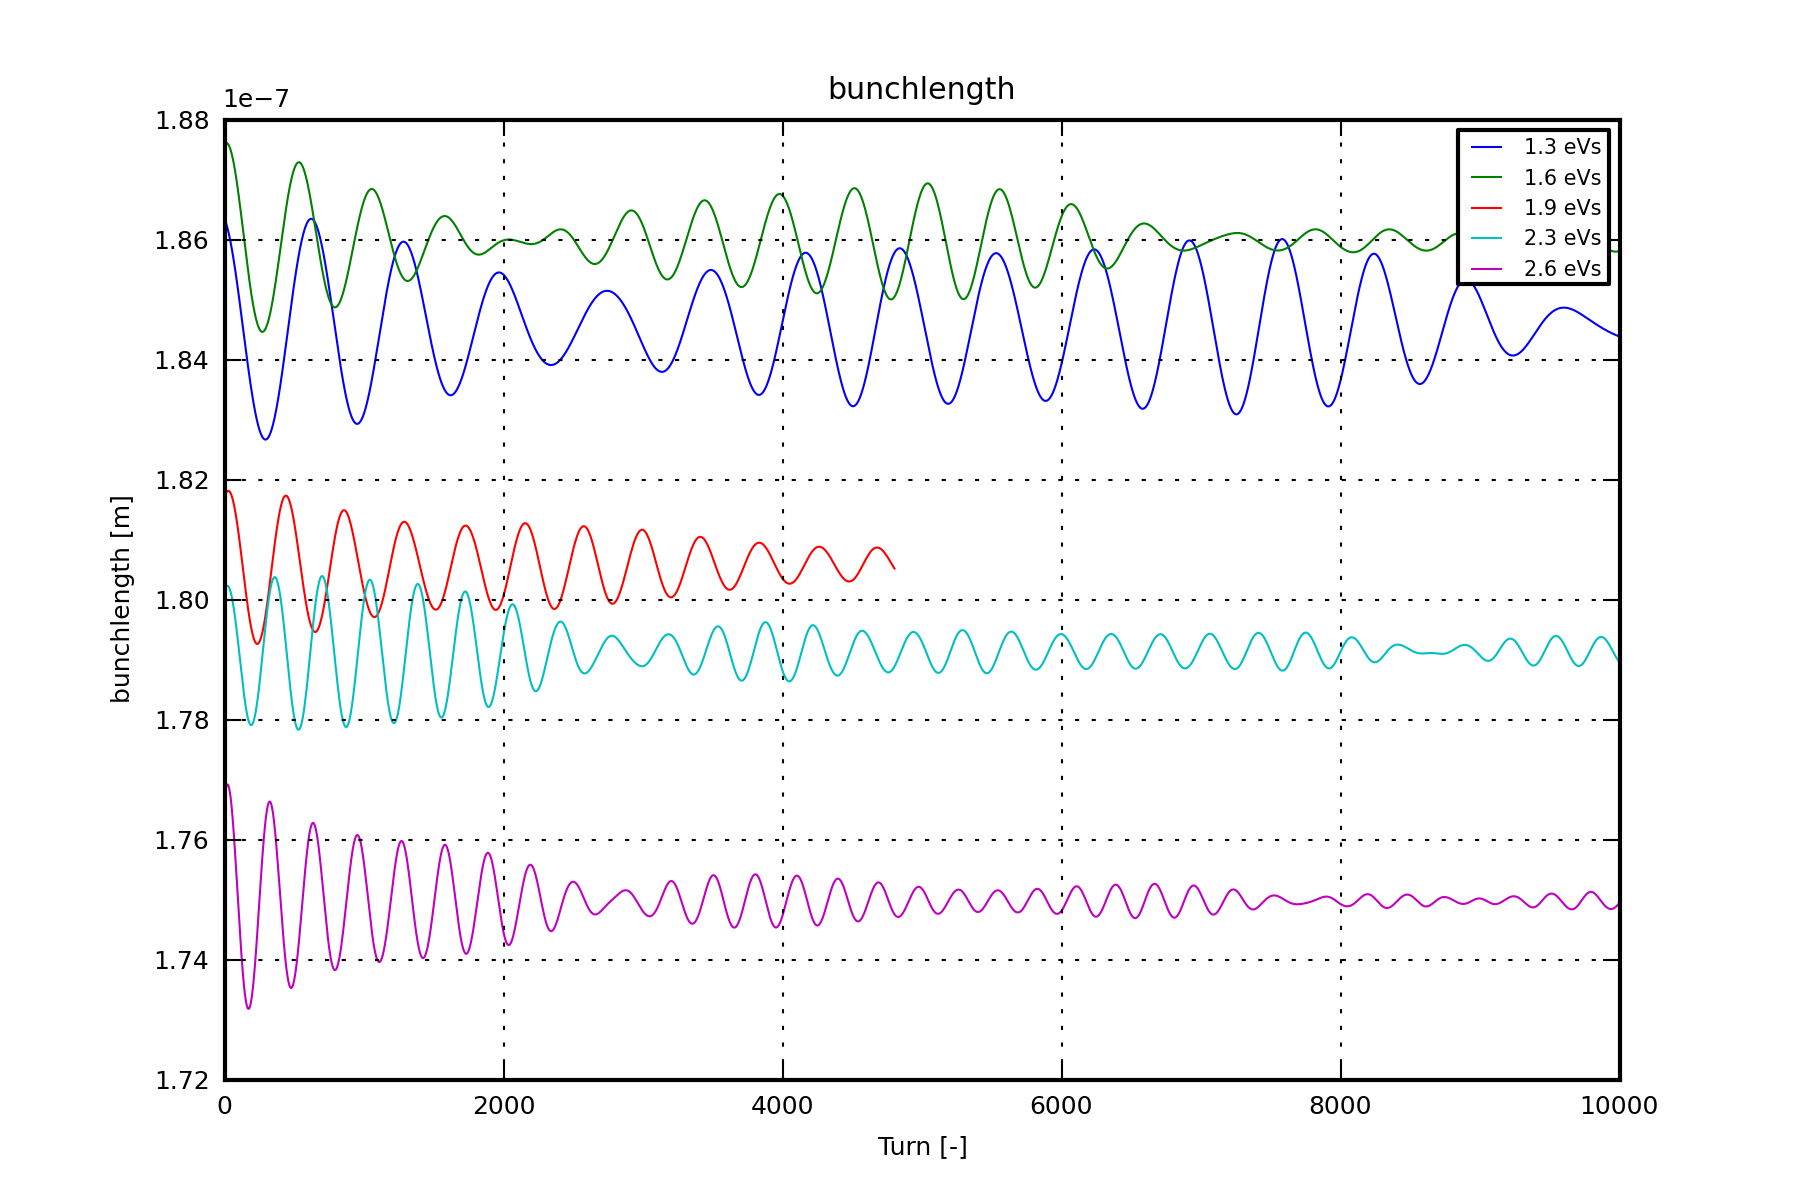 bunchlength
1e−7
1.88
1.86
1.84
1.82
1.80
1.78
1.76
1.74
1.72
bunchlength [m]
1.3 eVs
1.6 eVs
1.9 eVs
2.3 eVs
2.6 eVs
0 2000 4000 6000 8000 10000
Turn [-]